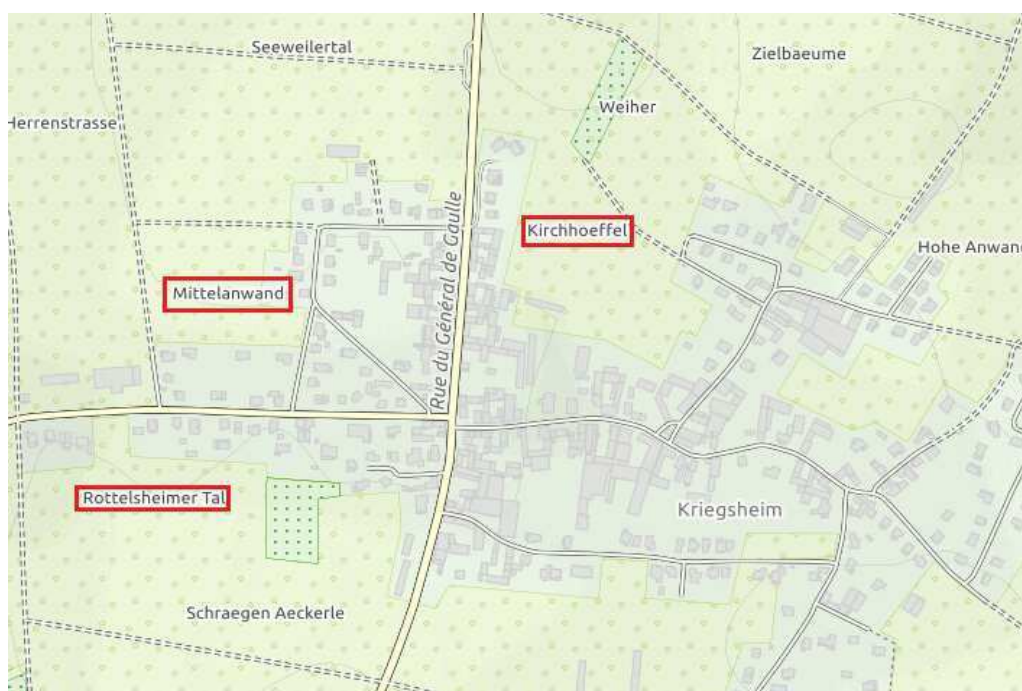 Seeweilertal
Zielbaeume
Weiher
Herrenstrasse
Kirchhoeffel
Hohe Anwand
Mittelanwand
Rue du Général de Gaulle
Rottelsheimer Tal
Kriegsheim
Schraegen Aeckerle